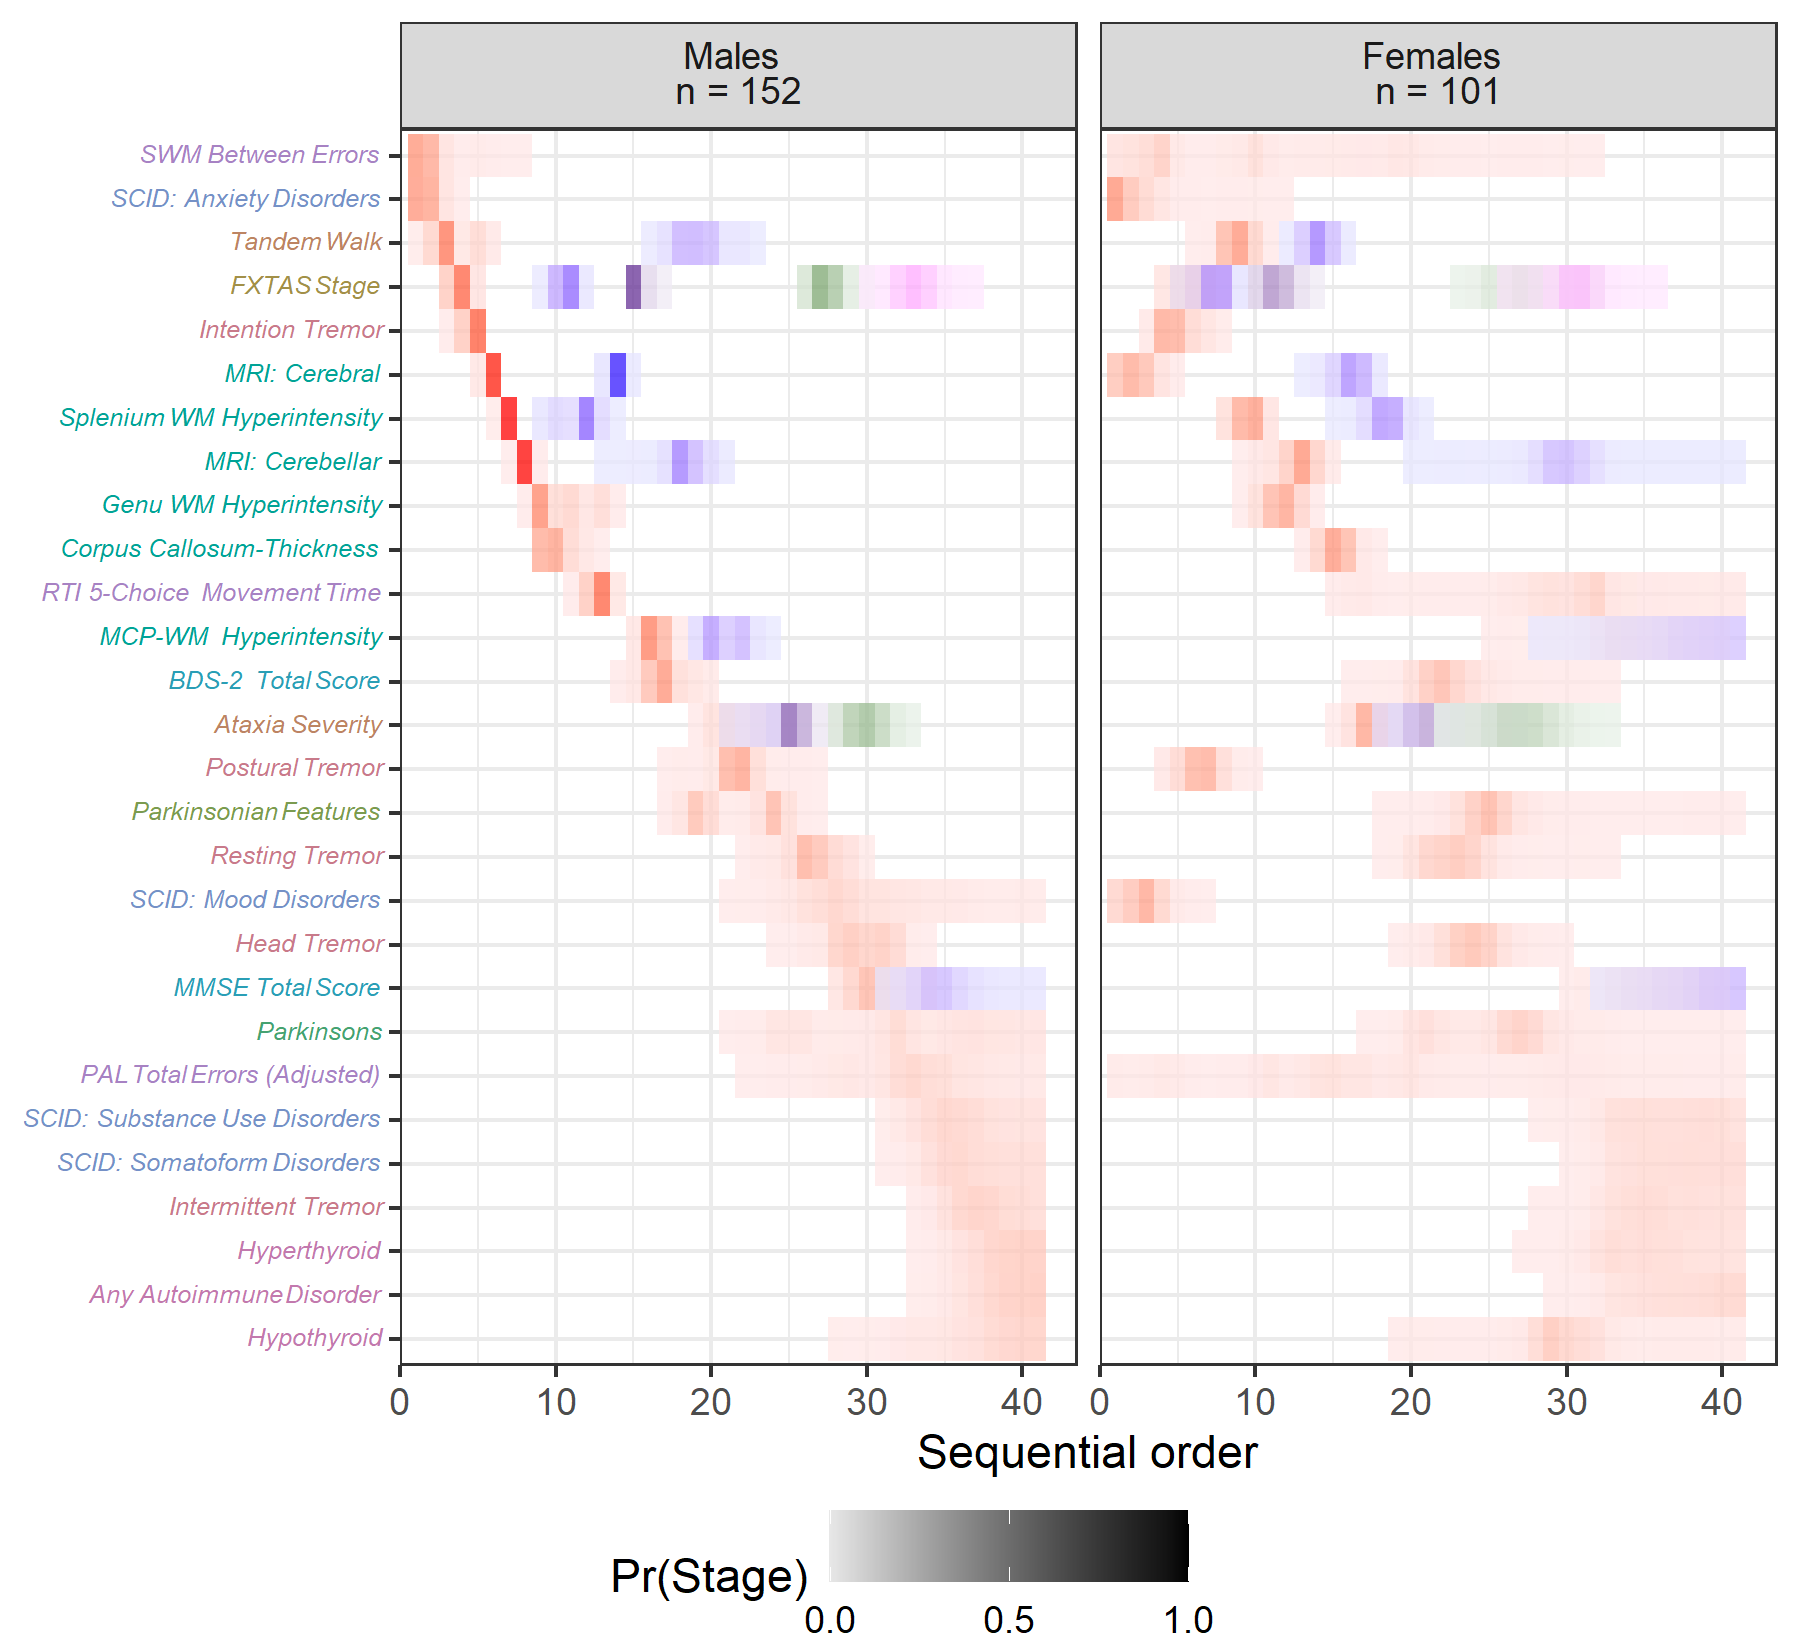 Males
n = 152
Females
n = 101
SWM Between Errors
SCID: Anxiety Disorders
Tandem Walk
FXTAS Stage
Intention Tremor
MRI: Cerebral
Splenium WM Hyperintensity
MRI: Cerebellar
Genu WM Hyperintensity
Corpus Callosum-Thickness
RTI 5-Choice Movement Time
MCP-WM Hyperintensity
BDS-2 Total Score
Ataxia Severity
Postural Tremor
Parkinsonian Features
Resting Tremor
SCID: Mood Disorders
Head Tremor
MMSE Total Score
Parkinsons
PAL Total Errors (Adjusted)
SCID: Substance Use Disorders
SCID: Somatoform Disorders
Intermittent Tremor
Hyperthyroid
Any Autoimmune Disorder
Hypothyroid
0 10 20 30 40 0 10 20 30 40
Sequential order
Pr(Stage)
0.0 0.5 1.0